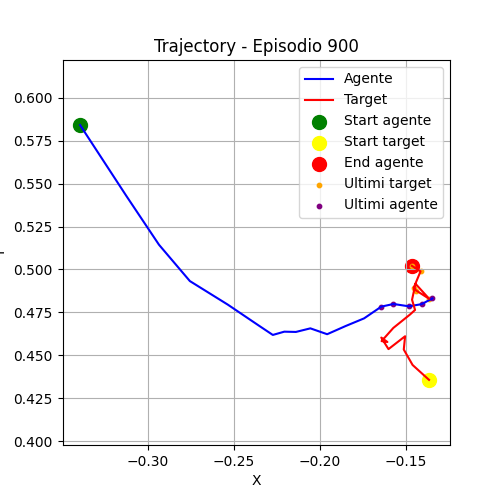 Trajectory - Episodio 900
Agente
Target
Start agente
Start target
End agente
Ultimi target
Ultimi agente
0.600
0.575
0.550
0.525
0.500
0.475
0.450
0.425
0.400
−0.30
−0.25
−0.20
−0.15
X